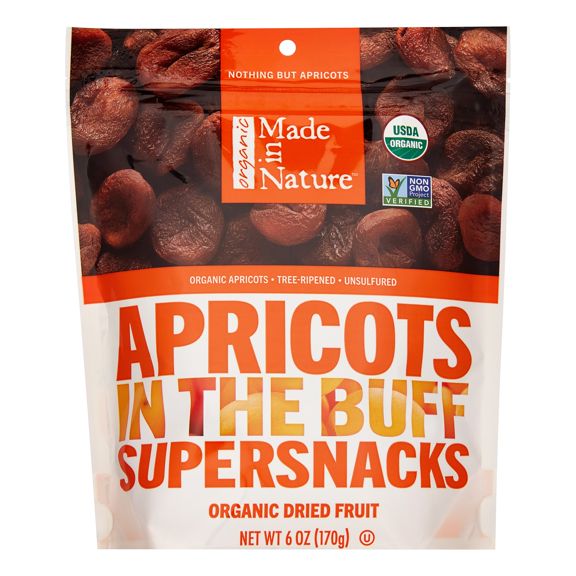 NOTHING BUT APRICOTS
organic
Made
in
Nature™
USDA
ORGANIC
NON
GMO
Project
VERIFIED
ORGANIC APRICOTS • TREE-RIPENED • UNSULFURED
APRICOTS
IN THE BUFF
SUPERSNACKS
ORGANIC DRIED FRUIT
NET WT 6 OZ (170g) U